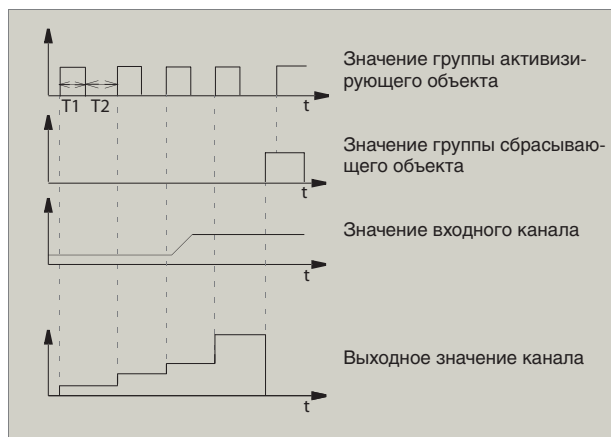 Значение группы активизи-
рующего объекта
T1 T2
t
Значение группы сбрасываю-
щего объекта
t
Значение входного канала
t
Выходное значение канала
t